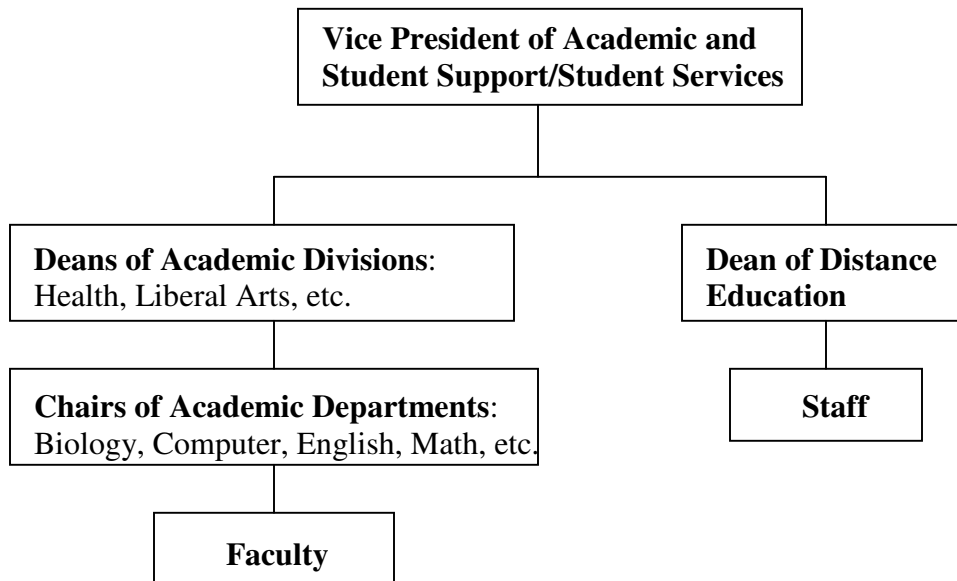 Vice President of Academic and
Student Support/Student Services
Deans of Academic Divisions:
Health, Liberal Arts, etc.
Dean of Distance
Education
Chairs of Academic Departments:
Biology, Computer, English, Math, etc.
Staff
Faculty